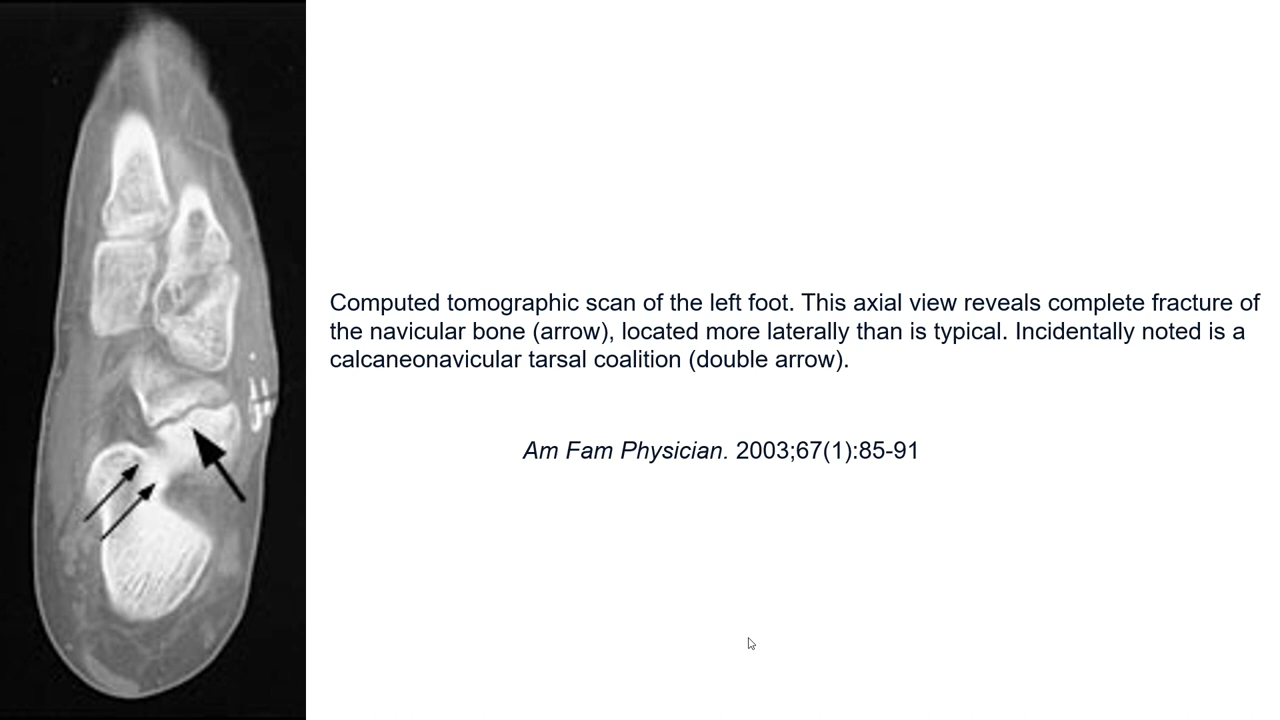 Computed tomographic scan of the left foot. This axial view reveals complete fracture of
the navicular bone (arrow), located more laterally than is typical. Incidentally noted is a
calcaneonavicular tarsal coalition (double arrow).
Am Fam Physician. 2003;67(1):85-91